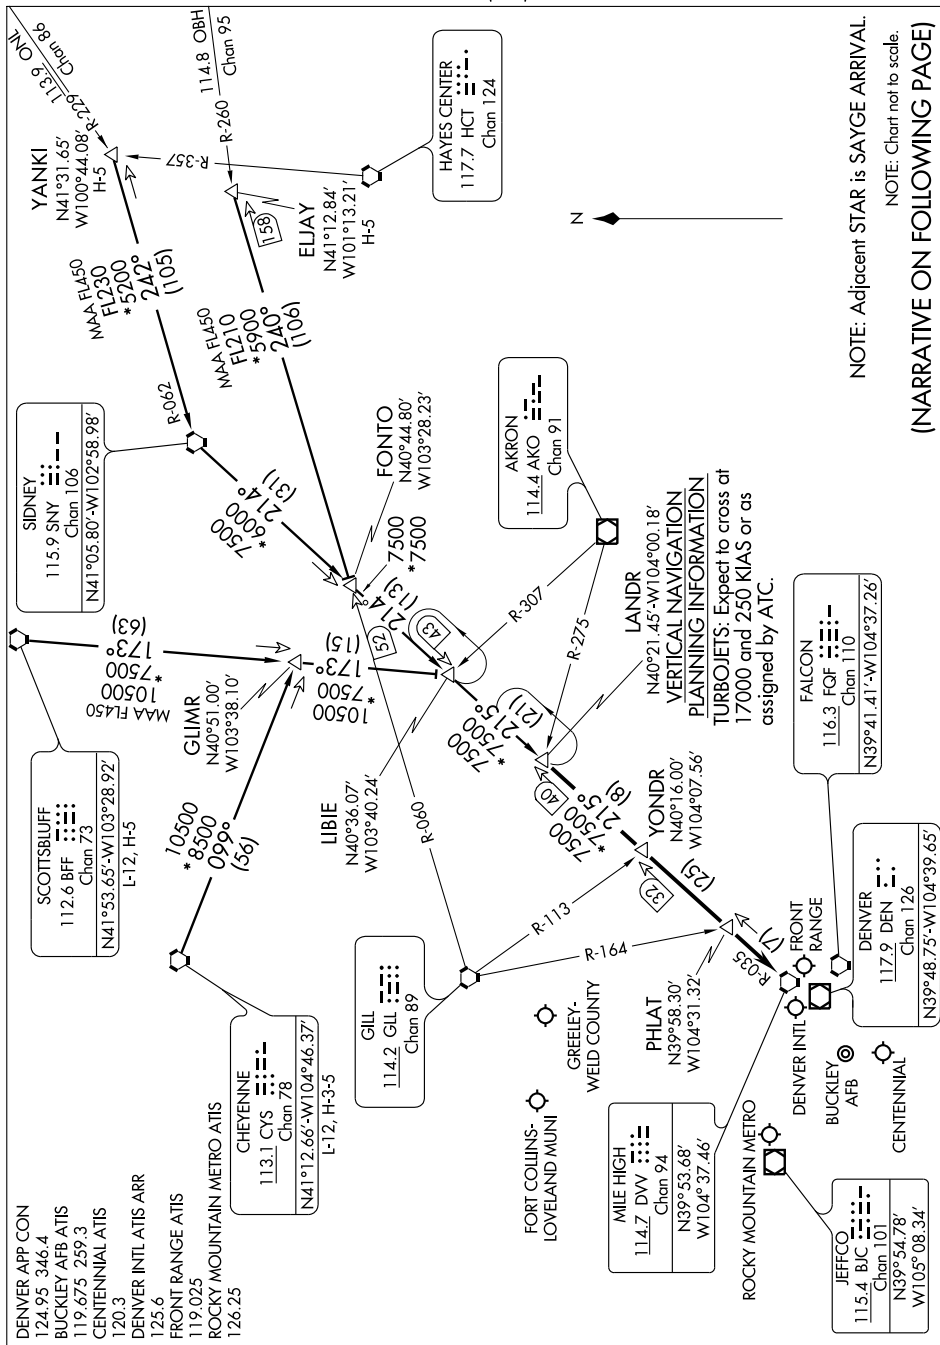 DENVER APP CON
124.95 346.4
BUCKLEY AFB ATIS
119.675 259.3
CENTENNIAL ATIS
120.3
DENVER INTL ATIS ARR
125.6
FRONT RANGE ATIS
119.025
ROCKY MOUNTAIN METRO ATIS
126.25
CHEYENNE
113.1 CYS
Chan 78
N41°12.66'-W104°46.37'
L-12, H-3-5
SCOTTSBLUFF
112.6 BFF
Chan 73
N41°53.65'-W103°28.92'
L-12, H-5
SIDNEY
115.9 SNY
Chan 106
N41°05.80'-W102°58.98'
113.9 ONL
Chan 86
R-229
YANKI
N41°31.65'
W100°44.08'
H-5
114.8 OBH
Chan 95
R-260
R-357
HAYES CENTER
117.7 HCT
Chan 124
ELJAY
N41°12.84'
W101°13.21'
H-5
158
MAA FL450
FL230
*5200
242°
(105)
R-062
MAA FL450
FL210
*5900
240°
(106)
7500
*6000
214°
(31)
FONTO
N40°44.80'
W103°28.23'
7500
*7500
214°
(13)
52
43
MAA FL450
10500
*7500
173°
(63)
GLIMR
N40°51.00'
W103°38.10'
10500
*8500
099°
(56)
10500
*7500
173°
(15)
LIBIE
N40°36.07'
W103°40.24'
R-060
GILL
114.2 GLL
Chan 89
R-113
R-164
AKRON
114.4 AKO
Chan 91
R-307
R-275
7500
*7500
215°
(21)
40
LANDR
N40°21.45'-W104°00.18'
VERTICAL NAVIGATION
PLANNING INFORMATION
TURBOJETS: Expect to cross at
17000 and 250 KIAS or as
assigned by ATC.
7500
*7500
215°
(8)
YONDR
N40°16.00'
W104°07.56'
32
(25)
PHLAT
N39°58.30'
W104°31.32'
R-035
(7)
FORT COLLINS-
LOVELAND MUNI
GREELEY-
WELD COUNTY
MILE HIGH
114.7 DVV
Chan 94
N39°53.68'
W104°37.46'
ROCKY MOUNTAIN METRO
JEFFCO
115.4 BJC
Chan 101
N39°54.78'
W105°08.34'
DENVER INTL
FRONT
RANGE
BUCKLEY
AFB
CENTENNIAL
DENVER
117.9 DEN
Chan 126
N39°48.75'-W104°39.65'
FALCON
116.3 FQF
Chan 110
N39°41.41'-W104°37.26'
N
NOTE: Adjacent STAR is SAYGE ARRIVAL.
NOTE: Chart not to scale.
(NARRATIVE ON FOLLOWING PAGE)